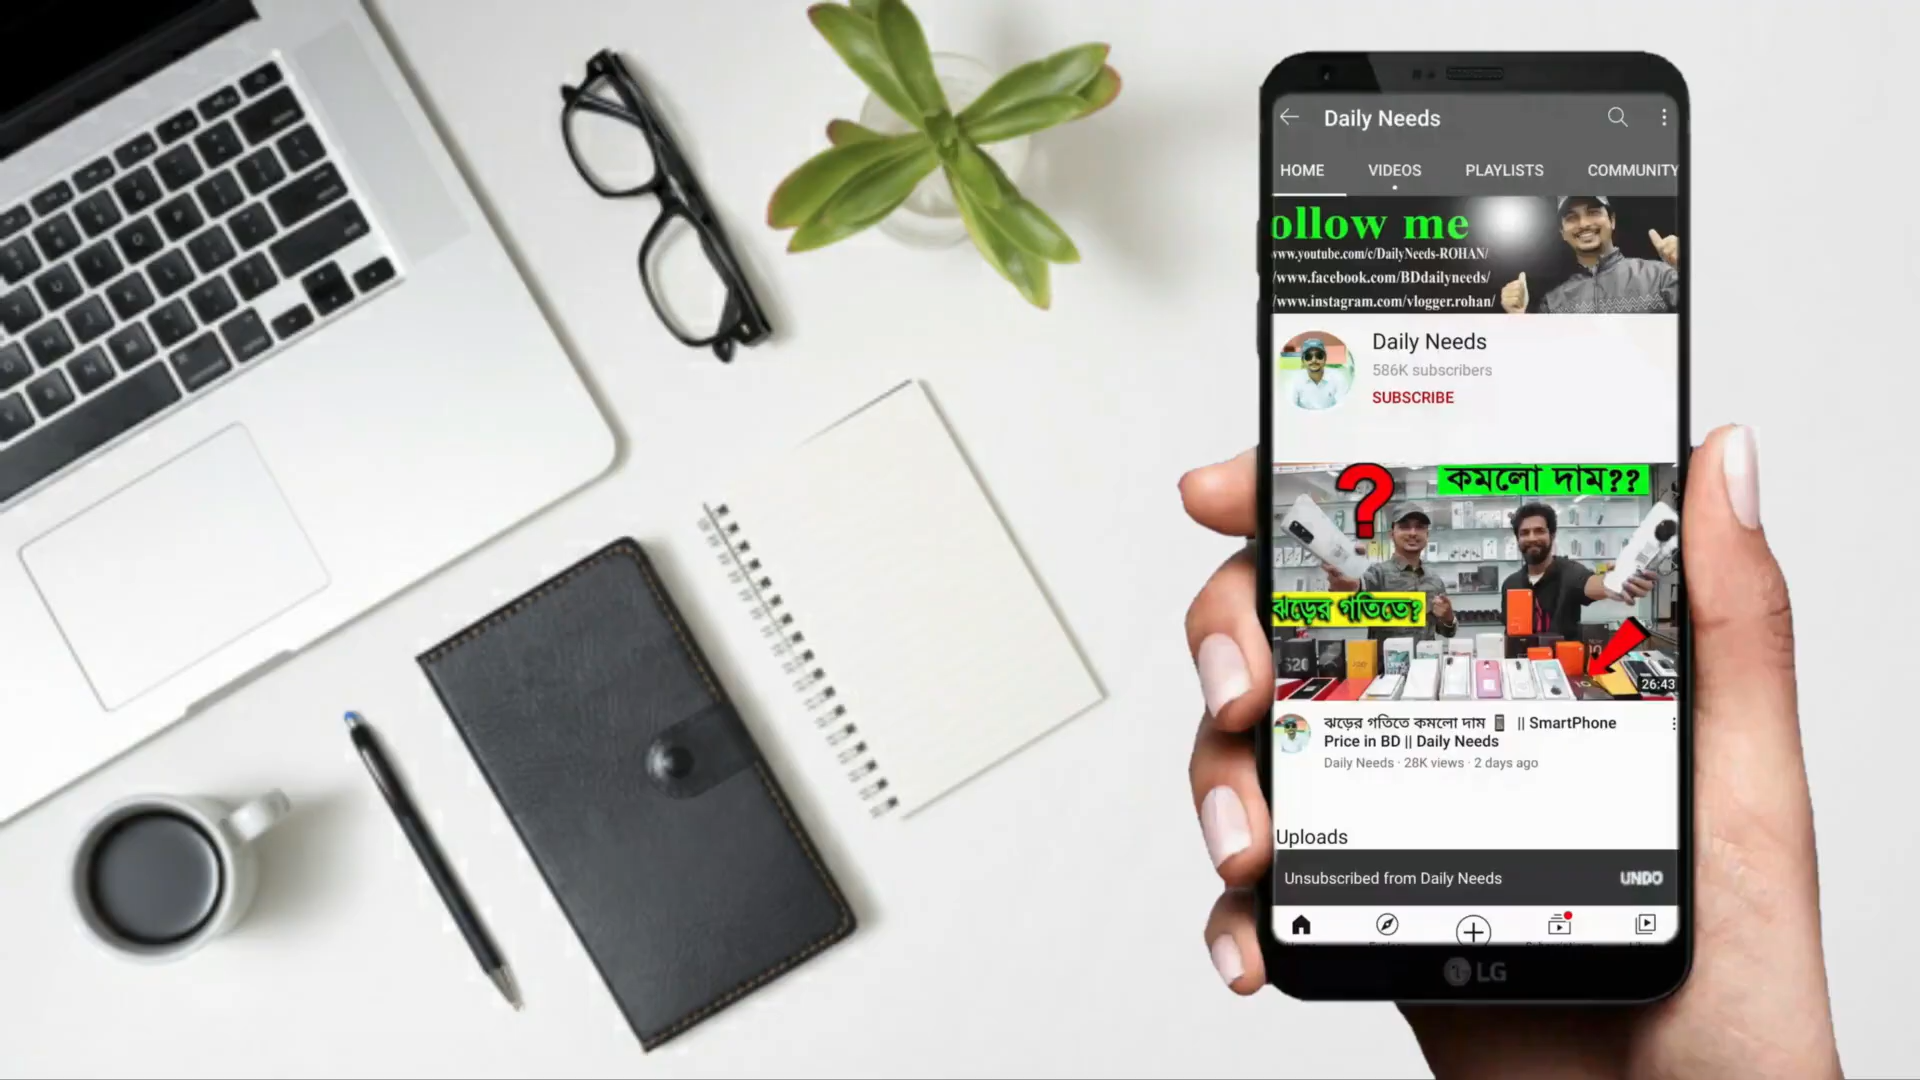 Daily Needs
HOME VIDEOS PLAYLISTS COMMUNITY
ollow me
www.youtube.com/c/DailyNeeds-ROHAN/
/www.facebook.com/BDdailyneeds/
/www.instagram.com/vlogger.rohan/
Daily Needs
586K subscribers
SUBSCRIBE
?
কমলো দাম??
ঝড়ের গতিতে?
S20
26:43
ঝড়ের গতিতে কমলো দাম 📱 || SmartPhone
Price in BD || Daily Needs
Daily Needs · 28K views · 2 days ago
Uploads
Unsubscribed from Daily Needs UNDO
LG